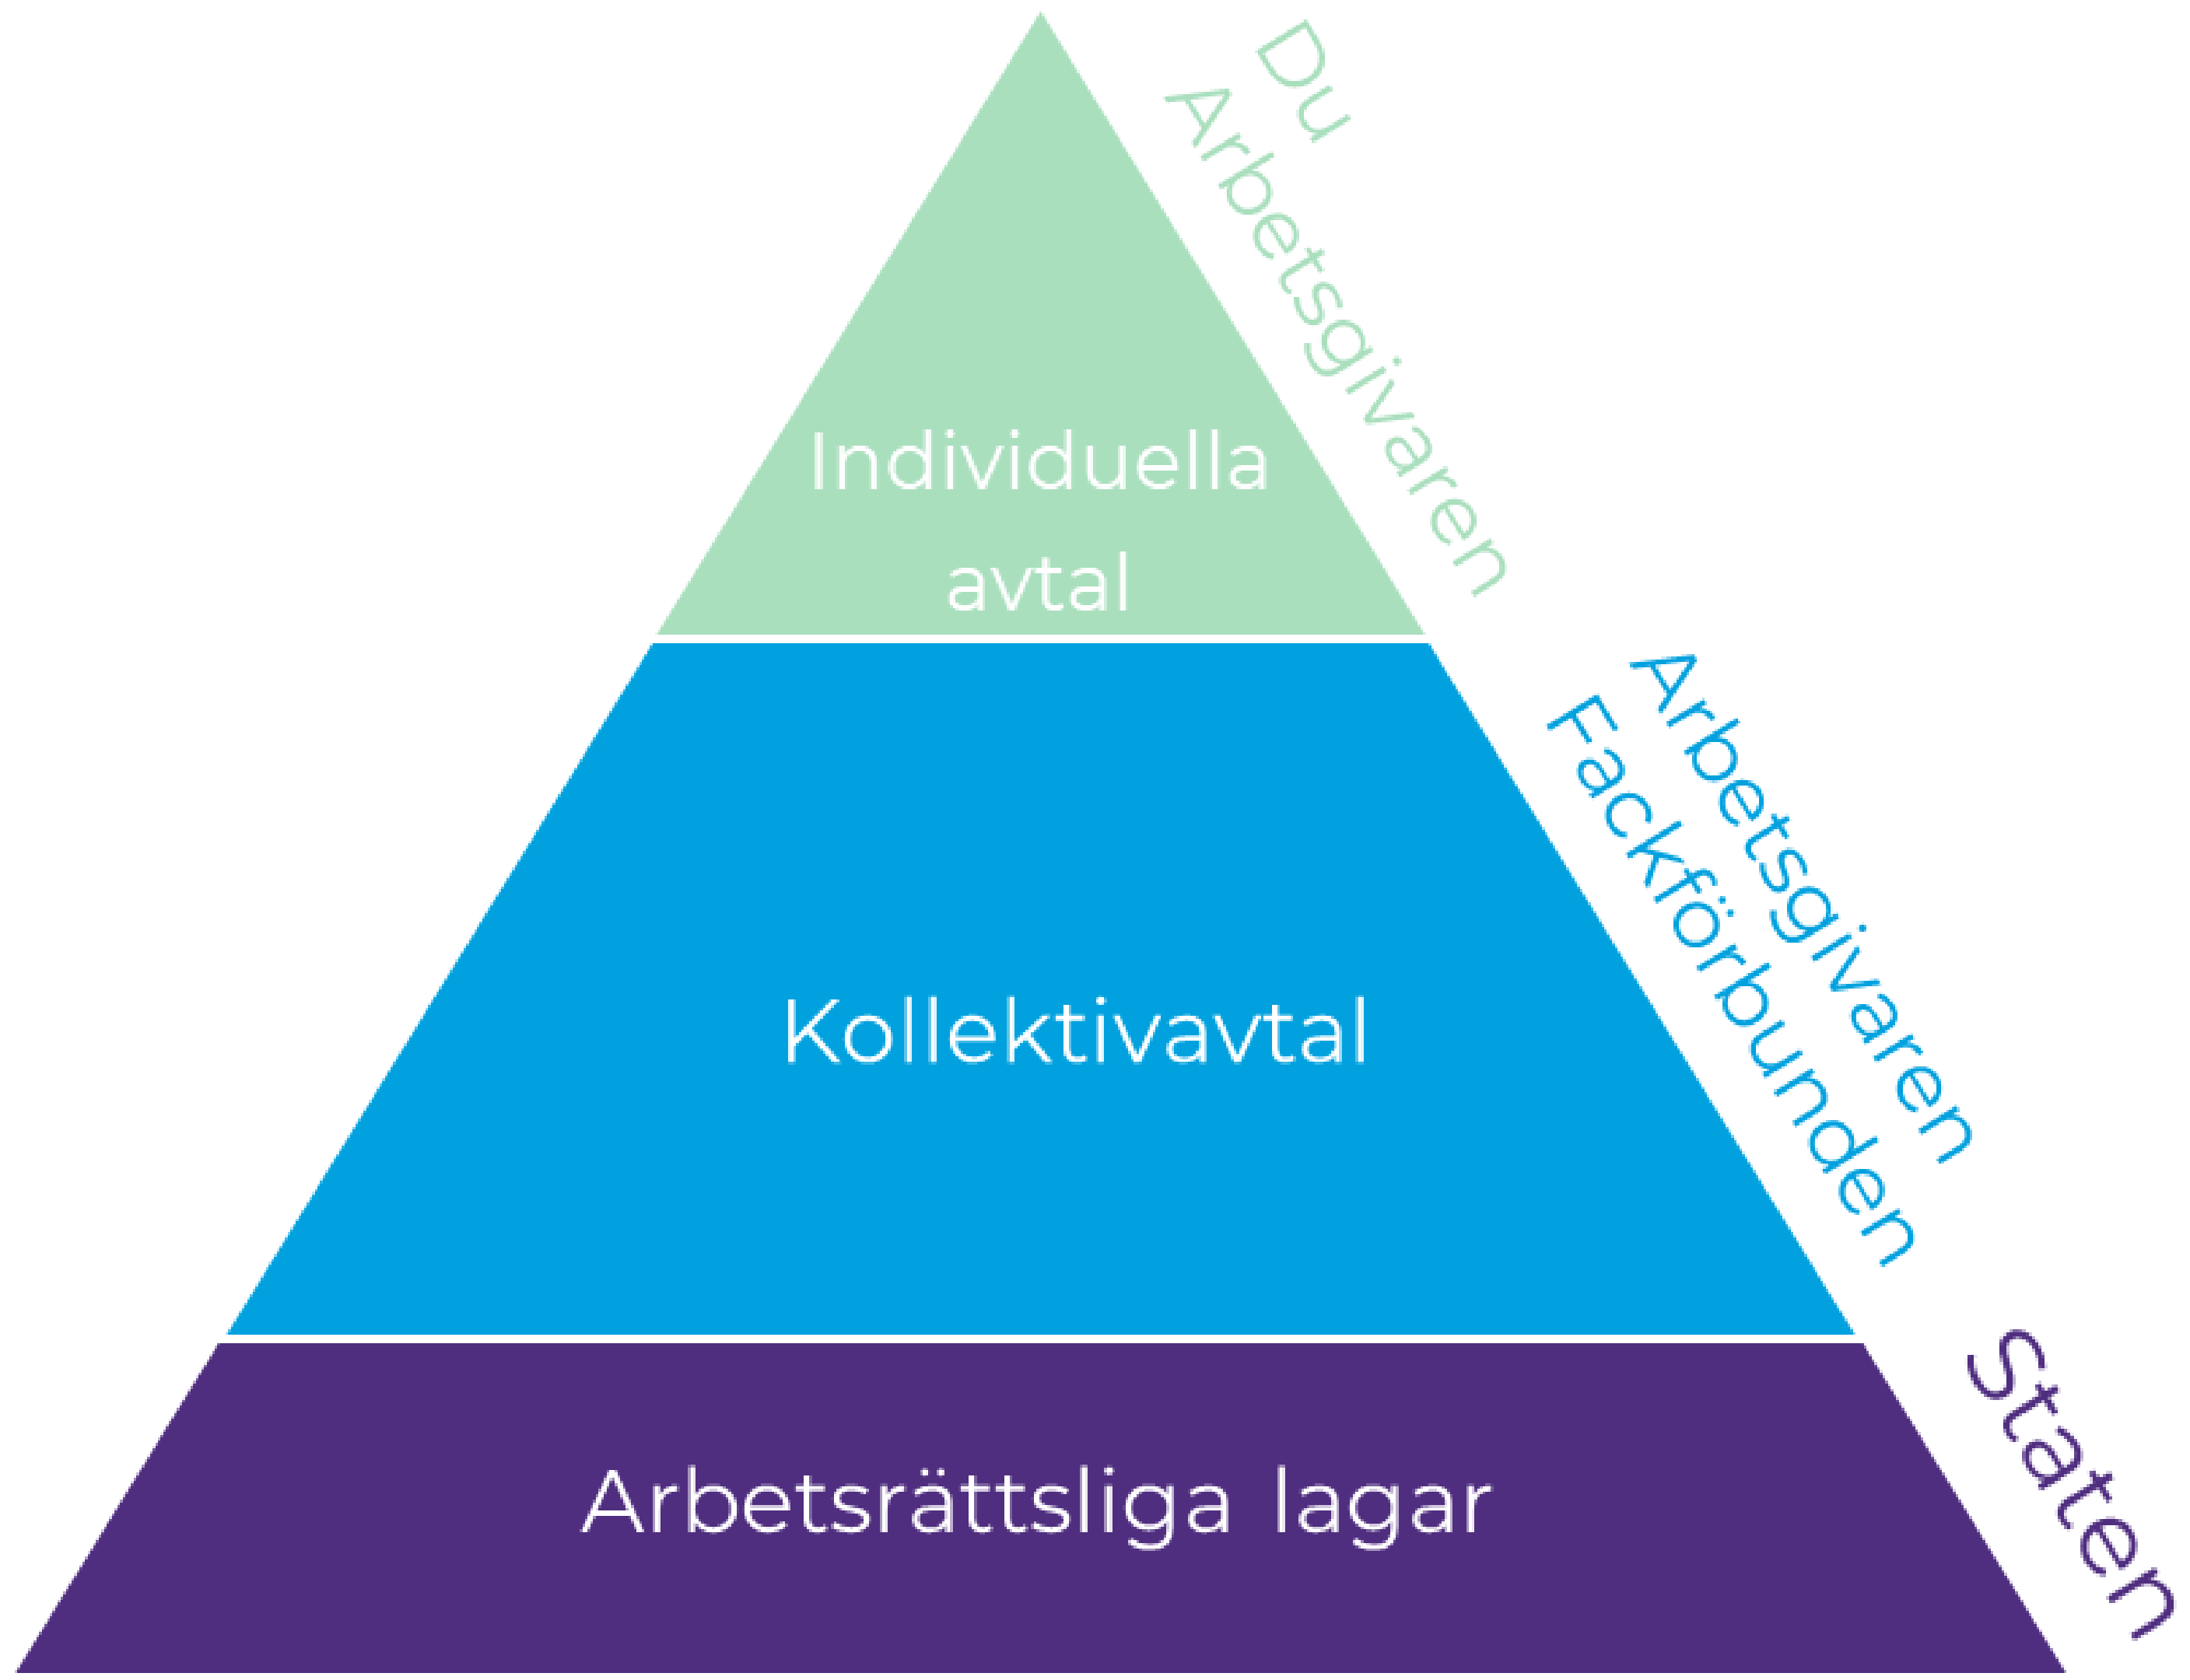 Du
Arbetsgivaren
Individuella
avtal
Arbetsgivaren
Fackförbunden
Kollektivavtal
Staten
Arbetsrättsliga lagar